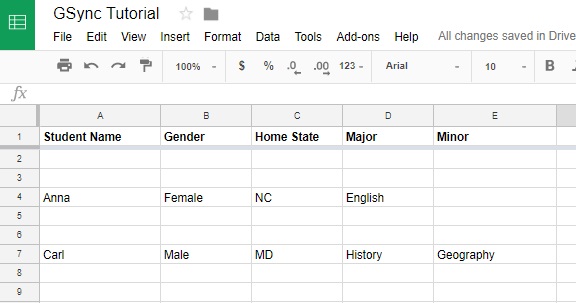 GSync Tutorial
File Edit View Insert Format Data Tools Add-ons Help All changes saved in Drive
100% $ % .0 .00 123 Arial 10 B
fx
A B C D E
1 Student Name Gender Home State Major Minor
2
3
4 Anna Female NC English
5
6
7 Carl Male MD History Geography
8
9